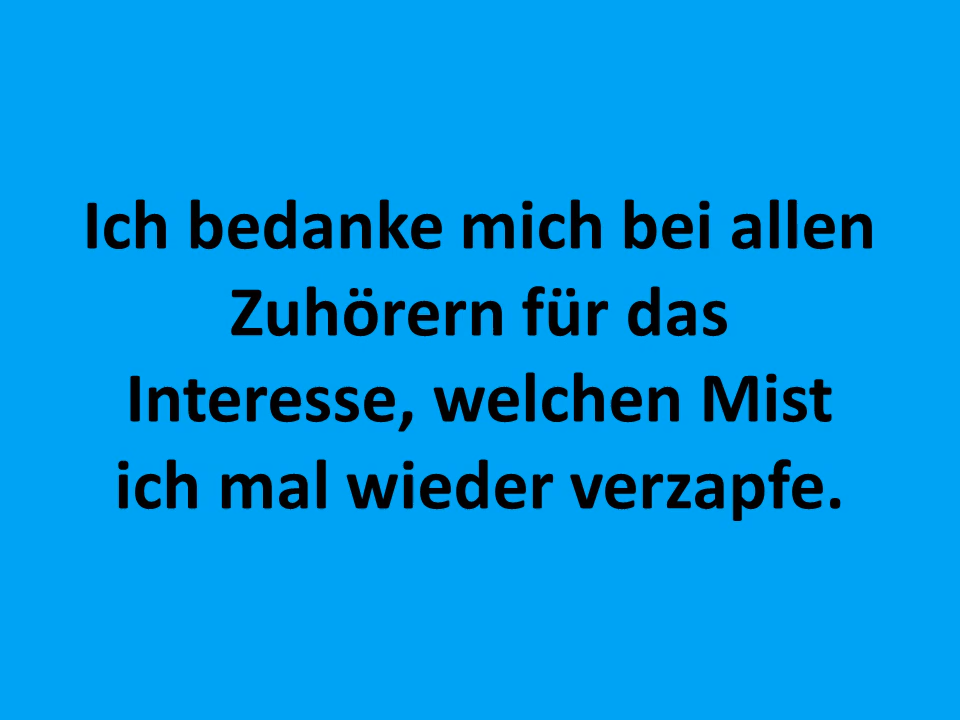 Ich bedanke mich bei allen
Zuhörern für das
Interesse, welchen Mist
ich mal wieder verzapfe.